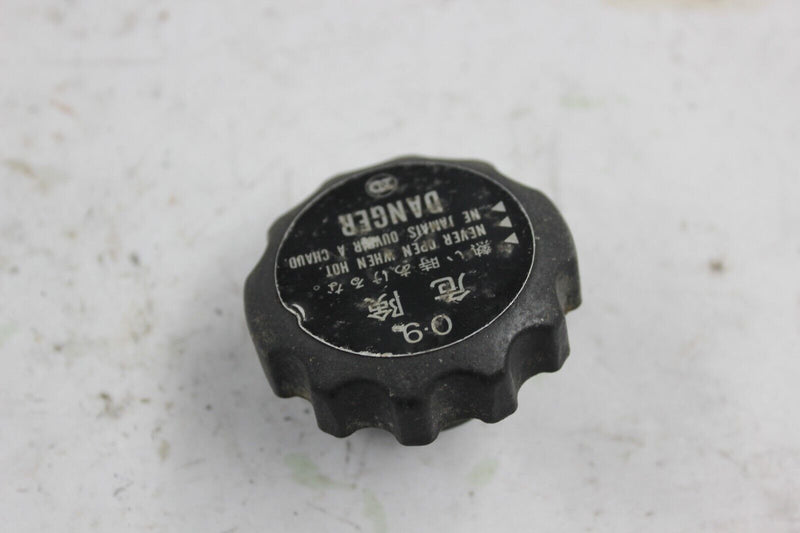 0·9
危険
熱い時あけるな。
▲ NEVER OPEN WHEN HOT.
▲ NE JAMAIS OUVRIR A CHAUD.
▲ DANGER